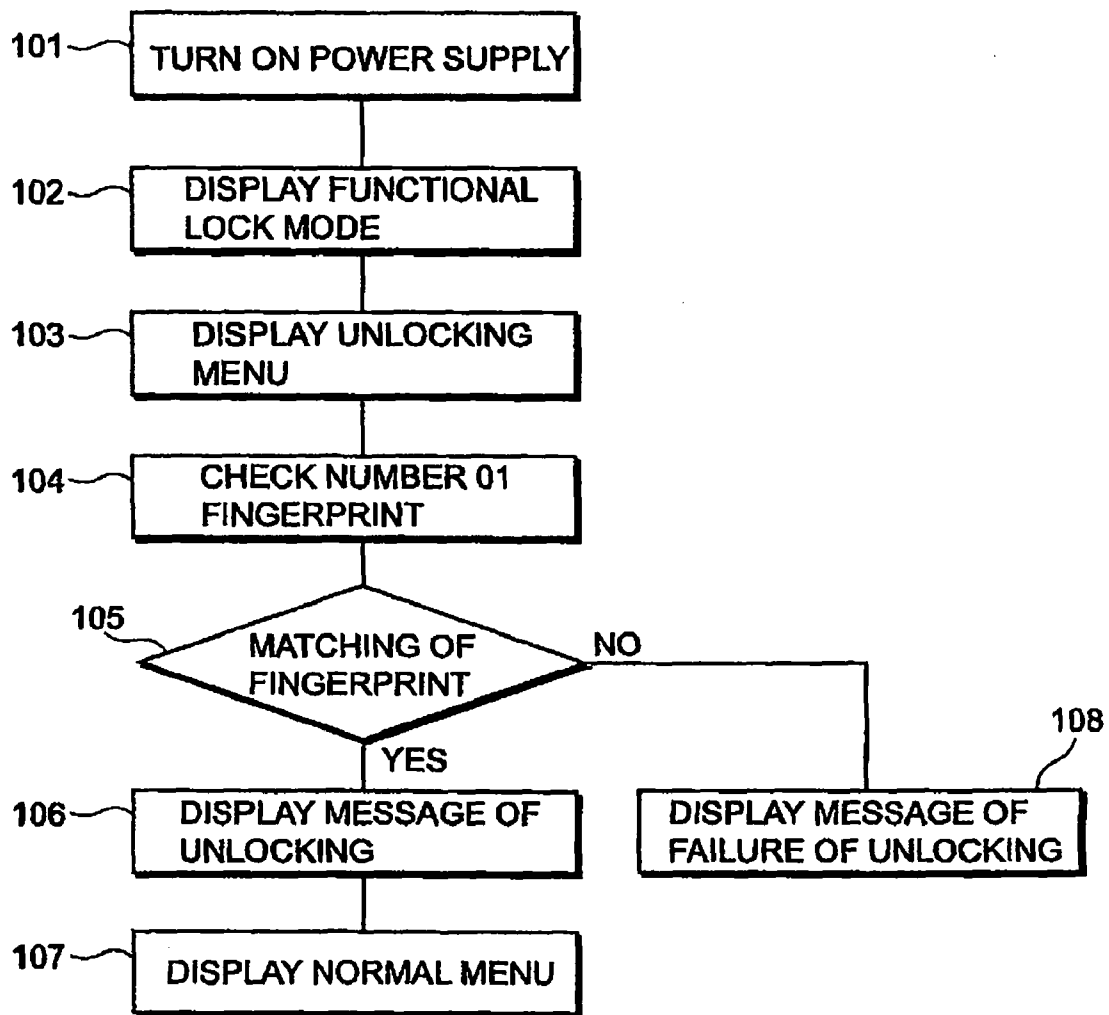 101
TURN ON POWER SUPPLY
102
DISPLAY FUNCTIONAL
LOCK MODE
103
DISPLAY UNLOCKING
MENU
104
CHECK NUMBER 01
FINGERPRINT
105
MATCHING OF
FINGERPRINT
NO
YES
106
DISPLAY MESSAGE OF
UNLOCKING
108
DISPLAY MESSAGE OF
FAILURE OF UNLOCKING
107
DISPLAY NORMAL MENU